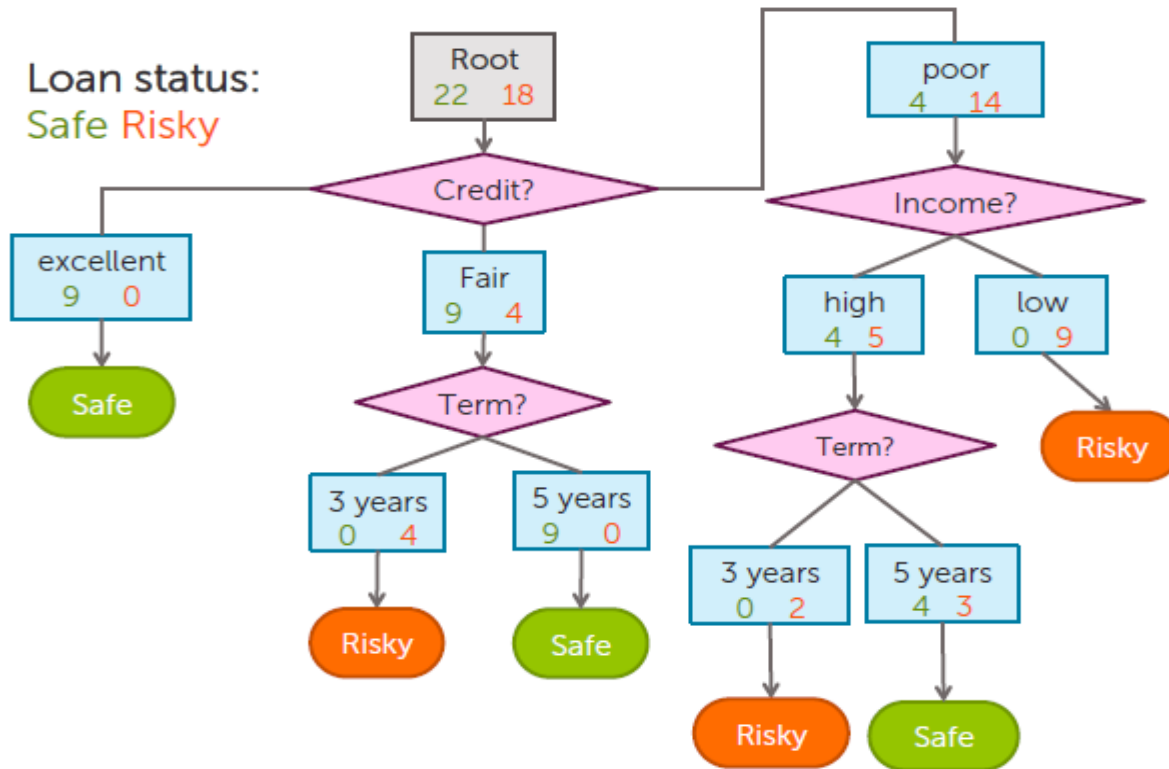 Loan status:
Safe Risky
Root
22 18
Credit?
excellent
9 0
Safe
Fair
9 4
Term?
3 years
0 4
Risky
5 years
9 0
Safe
poor
4 14
Income?
high
4 5
Term?
3 years
0 2
Risky
5 years
4 3
Safe
low
0 9
Risky